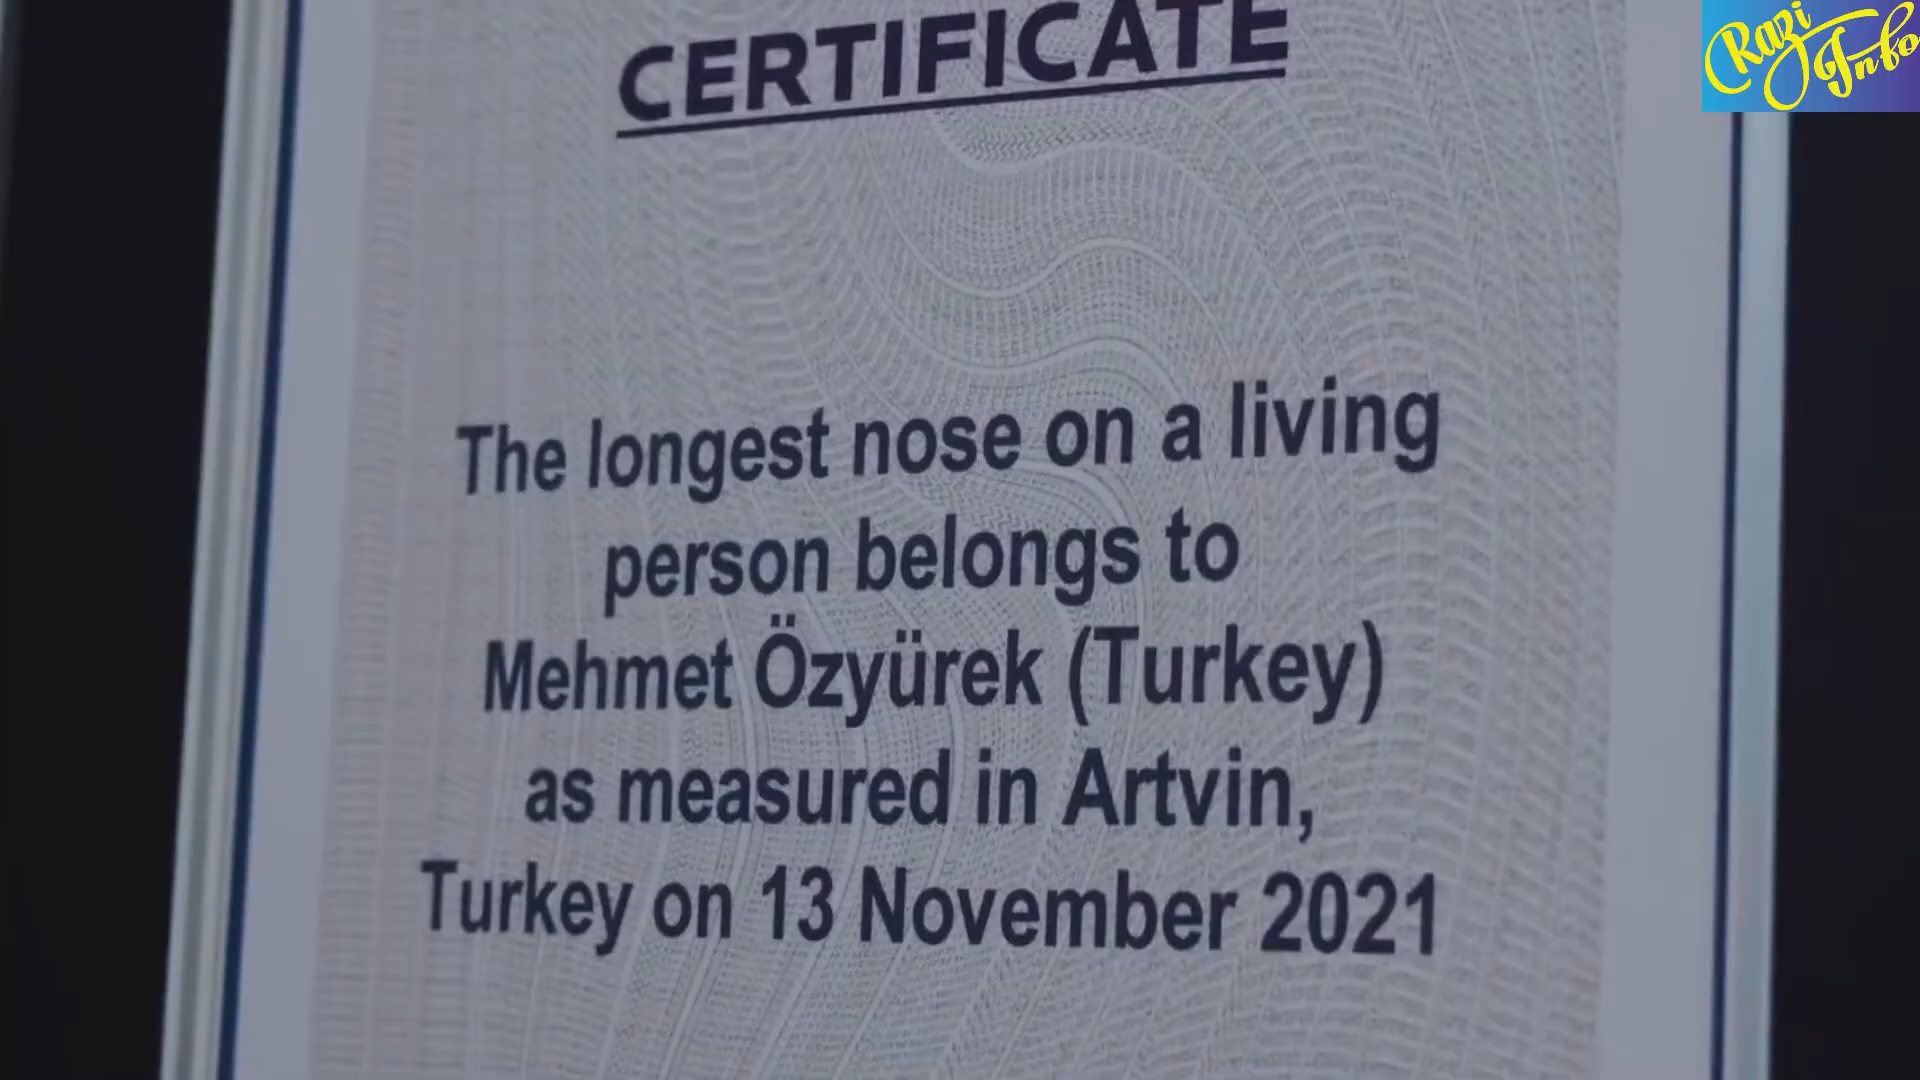 CERTIFICATE
Razi Info
The longest nose on a living
person belongs to
Mehmet Özyürek (Turkey)
as measured in Artvin,
Turkey on 13 November 2021